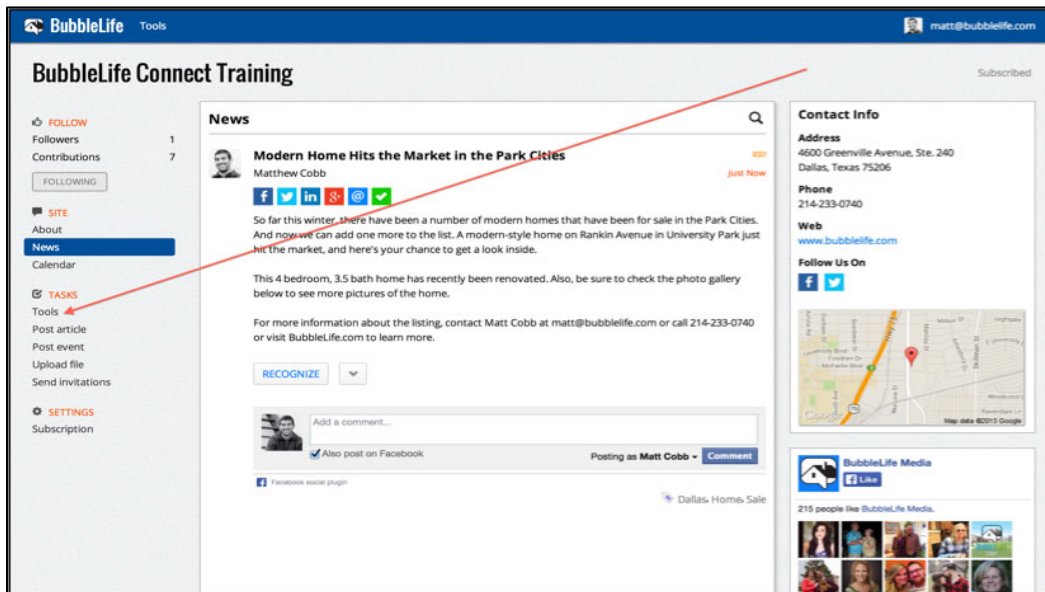 BubbleLife Tools
matt@bubblelife.com
BubbleLife Connect Training
Subscribed
FOLLOW
Followers 1
Contributions 7
FOLLOWING
SITE
About
News
Calendar
TASKS
Tools
Post article
Post event
Upload file
Send invitations
SETTINGS
Subscription
News
Modern Home Hits the Market in the Park Cities
Matthew Cobb
Just Now
So far this winter, there have been a number of modern homes that have been for sale in the Park Cities.
And now we can add one more to the list. A modern-style home on Rankin Avenue in University Park just
hit the market, and here's your chance to get a look inside.
This 4 bedroom, 3.5 bath home has recently been renovated. Also, be sure to check the photo gallery
below to see more pictures of the home.
For more information about the listing, contact Matt Cobb at matt@bubblelife.com or call 214-233-0740
or visit BubbleLife.com to learn more.
RECOGNIZE
Add a comment...
Also post on Facebook
Posting as Matt Cobb
Comment
Facebook social plugin
Dallas, Home, Sale
Contact Info
Address
4600 Greenville Avenue, Ste. 240
Dallas, Texas 75206
Phone
214-233-0740
Web
www.bubblelife.com
Follow Us On
University Blvd
McFarlin Blvd
Google
Map data ©2015 Google
BubbleLife Media
Like
215 people like BubbleLife Media.